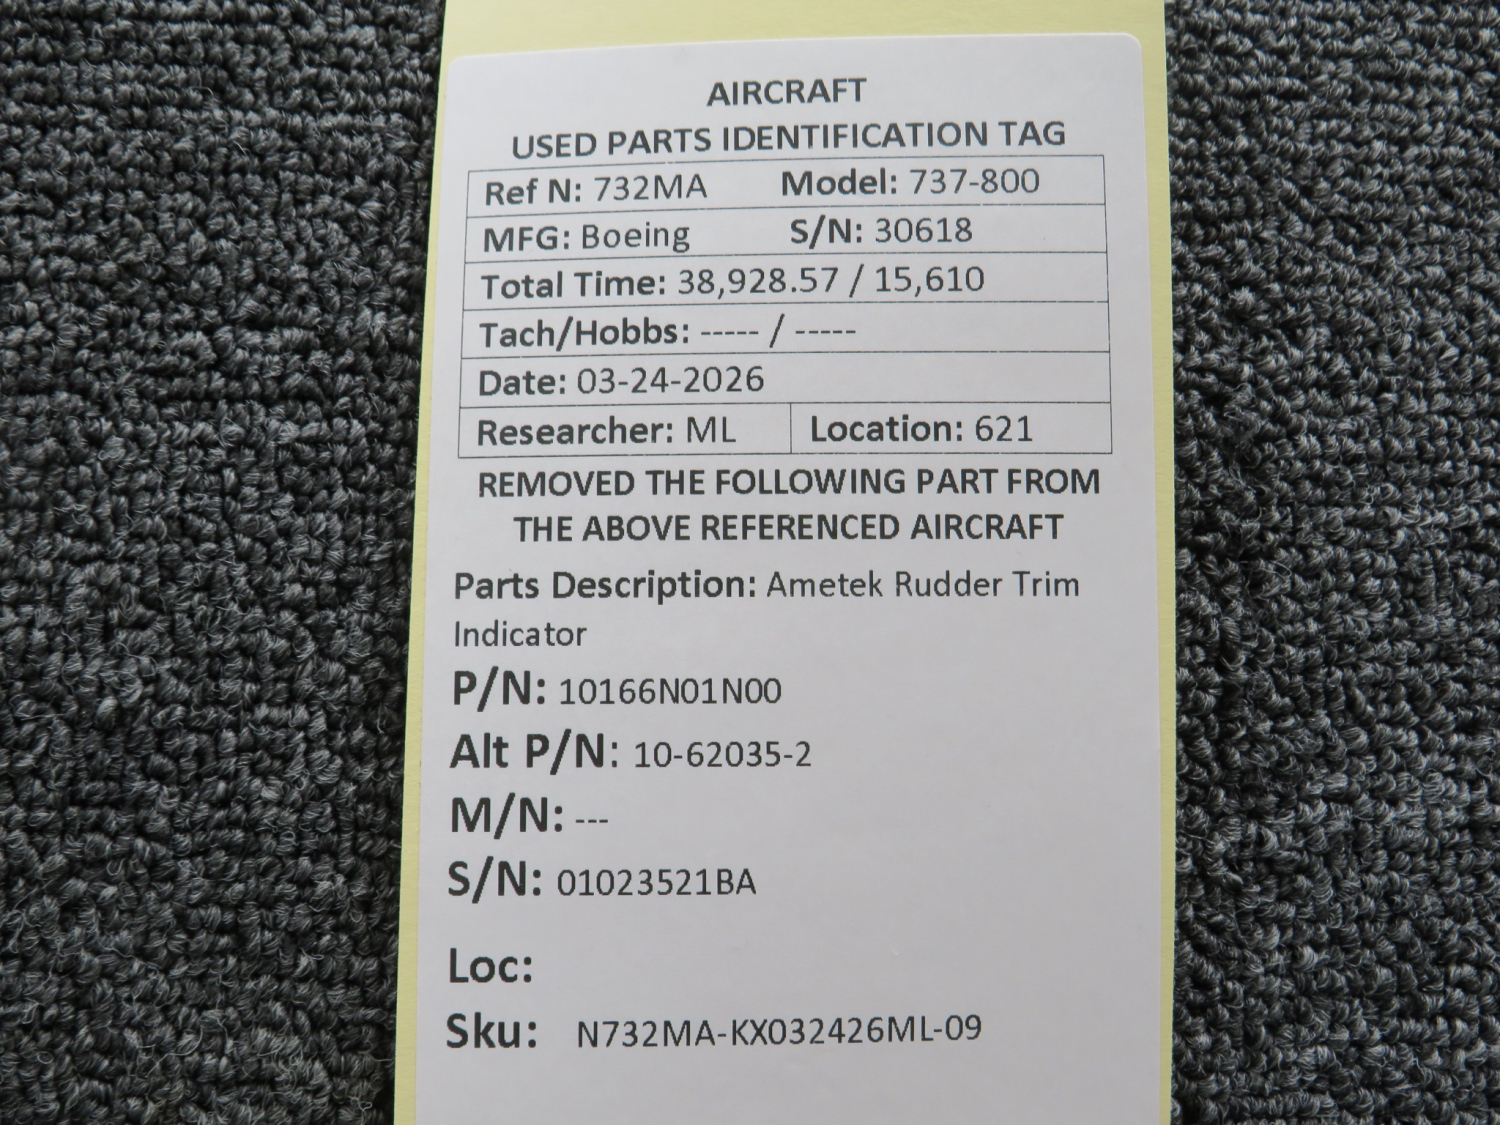 AIRCRAFT
USED PARTS IDENTIFICATION TAG
Ref N: 732MA Model: 737-800
MFG: Boeing S/N: 30618
Total Time: 38,928.57 / 15,610
Tach/Hobbs: ----- / -----
Date: 03-24-2026
Researcher: ML Location: 621
REMOVED THE FOLLOWING PART FROM
THE ABOVE REFERENCED AIRCRAFT
Parts Description: Ametek Rudder Trim
Indicator
P/N: 10166N01N00
Alt P/N: 10-62035-2
M/N: ---
S/N: 01023521BA
Loc:
Sku: N732MA-KX032426ML-09